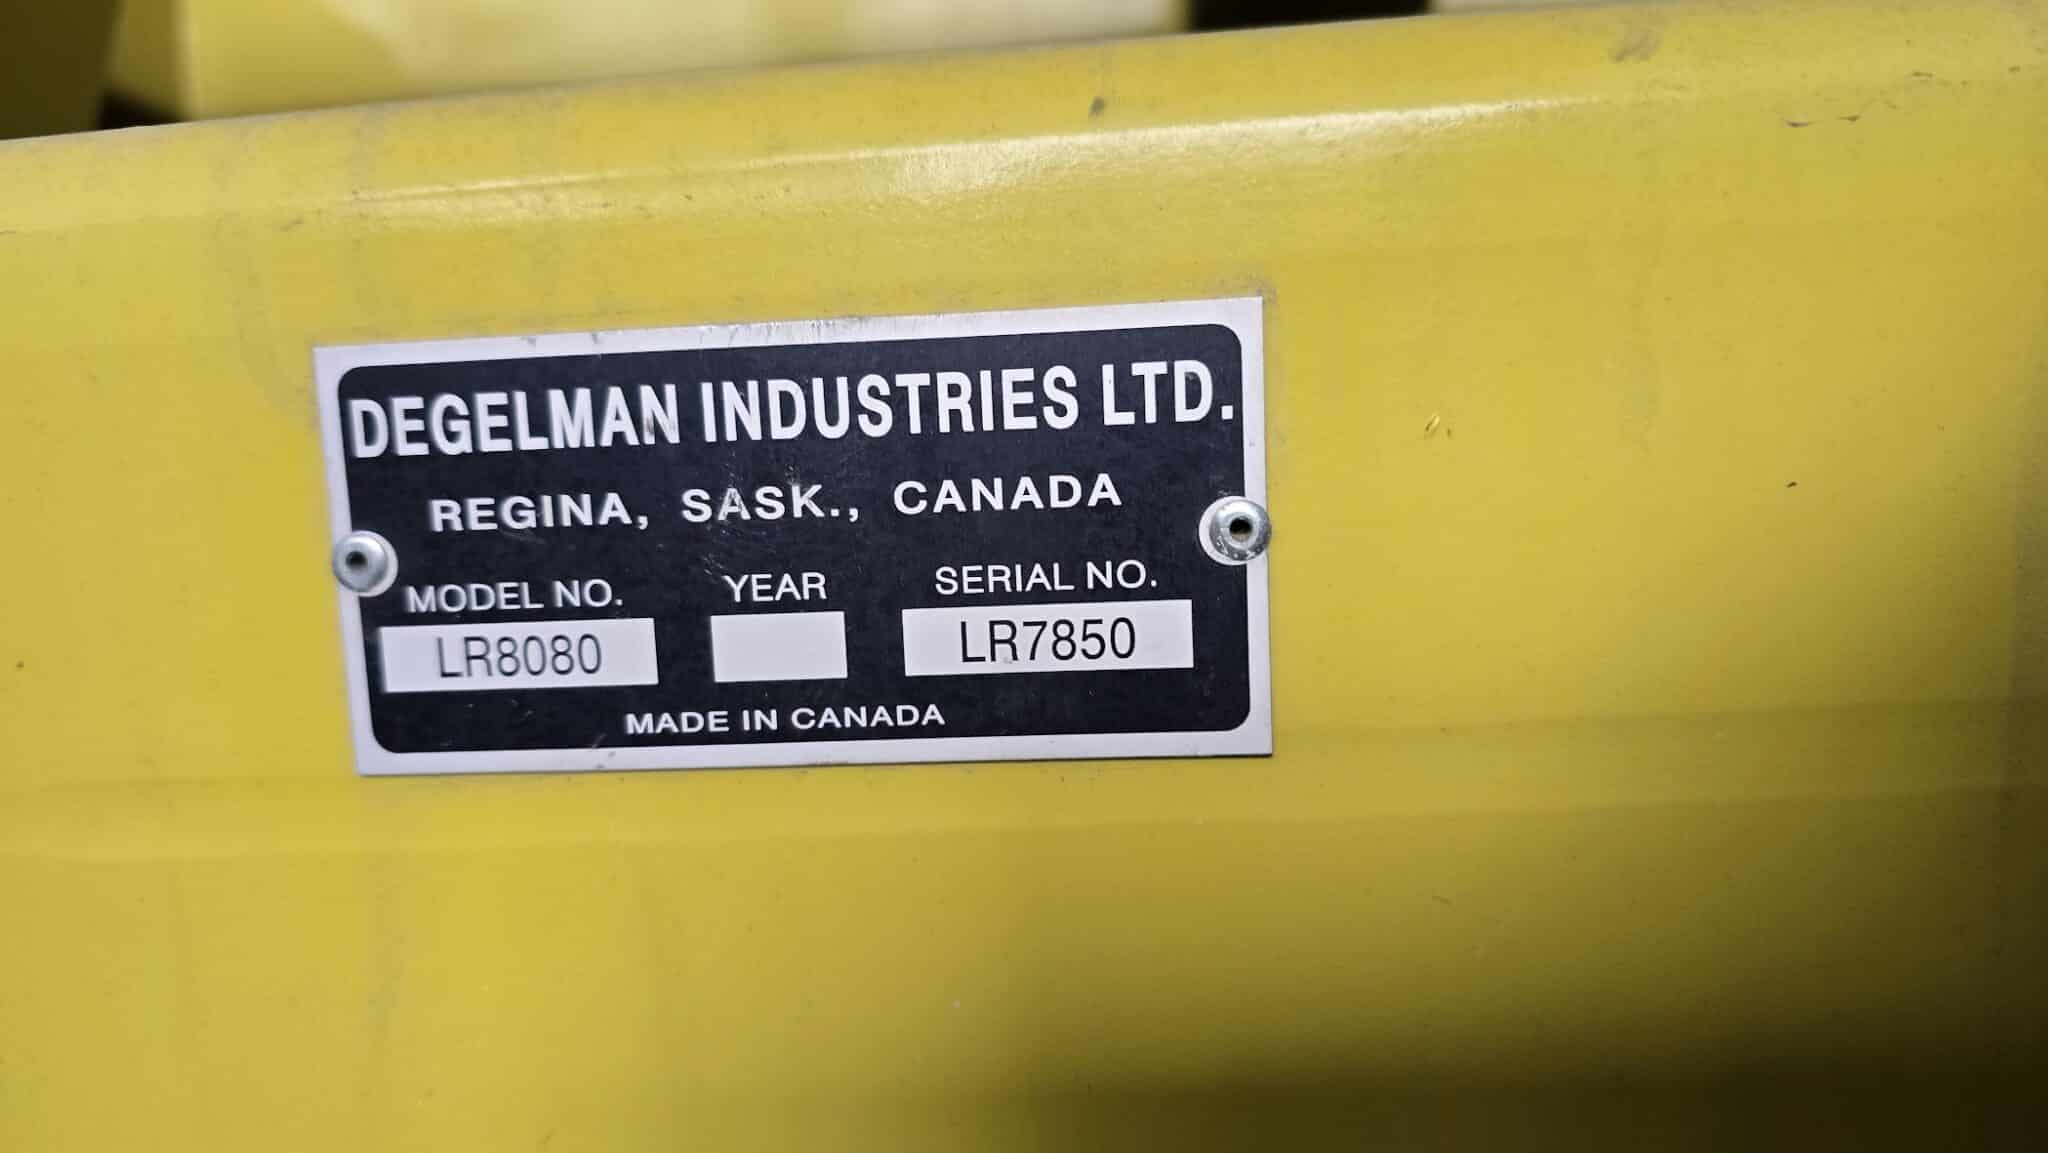 DEGELMAN INDUSTRIES LTD.
REGINA, SASK., CANADA
MODEL NO. YEAR SERIAL NO.
LR8080 LR7850
MADE IN CANADA